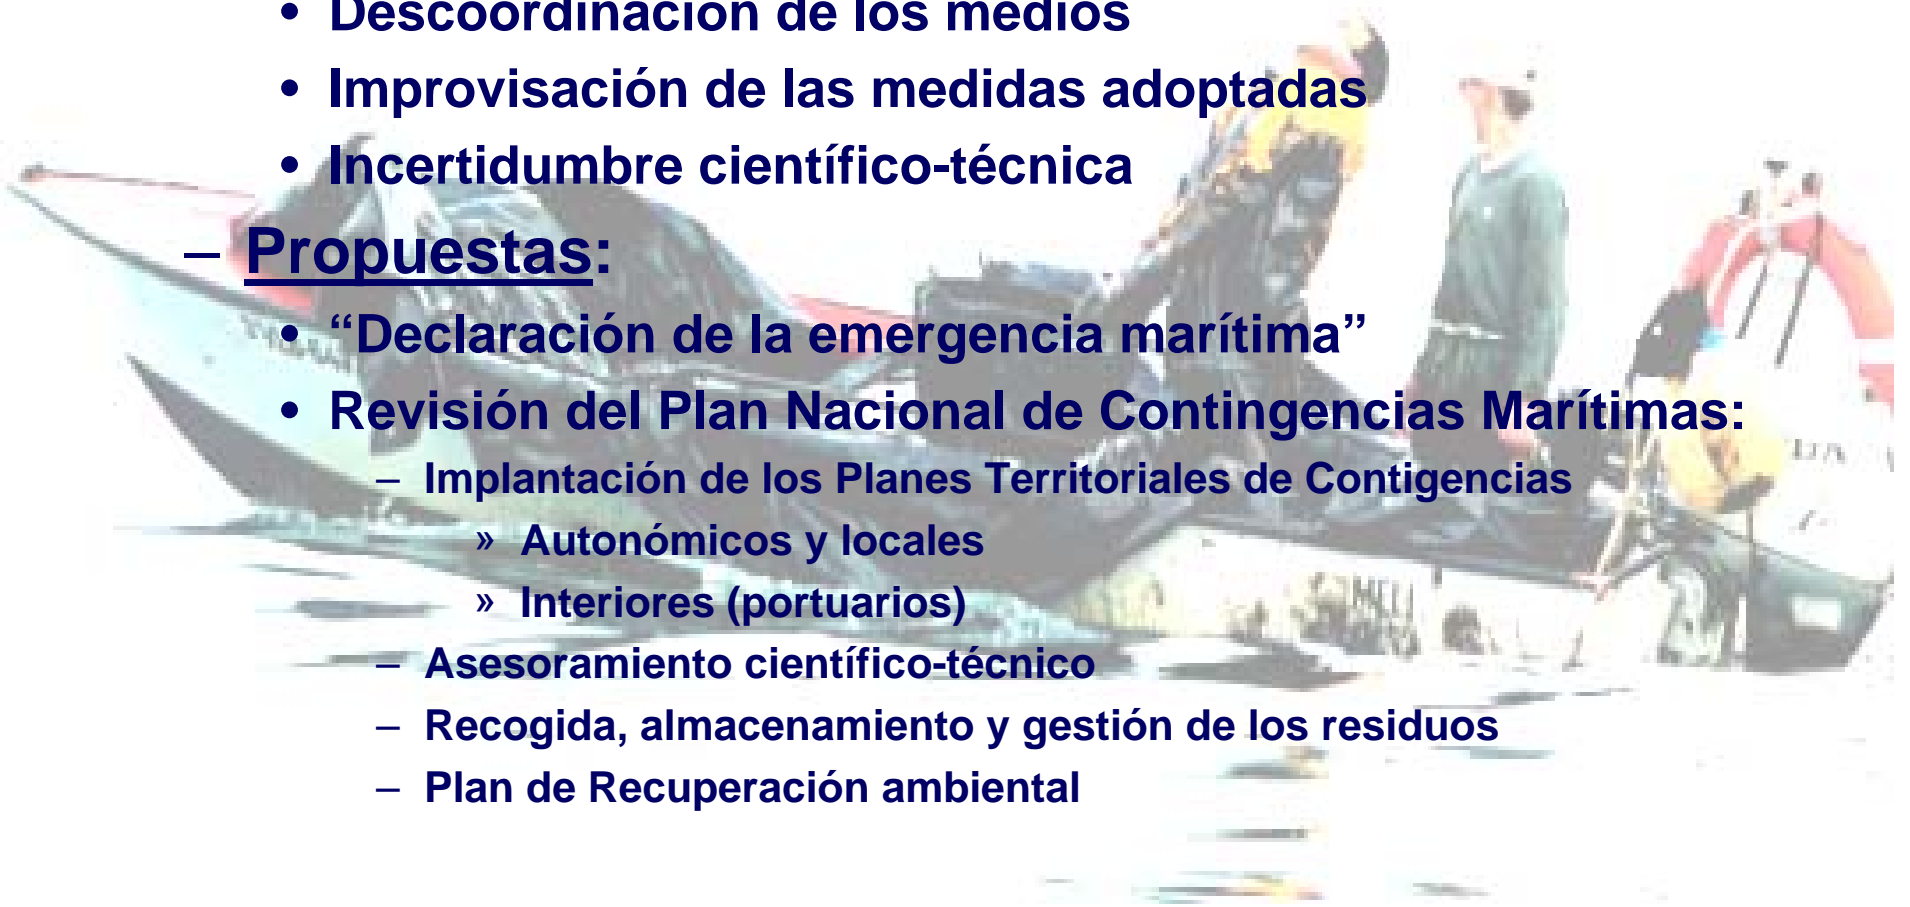 • Descoordinación de los medios
• Improvisación de las medidas adoptadas
• Incertidumbre científico-técnica
– Propuestas:
• “Declaración de la emergencia marítima”
• Revisión del Plan Nacional de Contingencias Marítimas:
– Implantación de los Planes Territoriales de Contigencias
» Autonómicos y locales
» Interiores (portuarios)
– Asesoramiento científico-técnico
– Recogida, almacenamiento y gestión de los residuos
– Plan de Recuperación ambiental